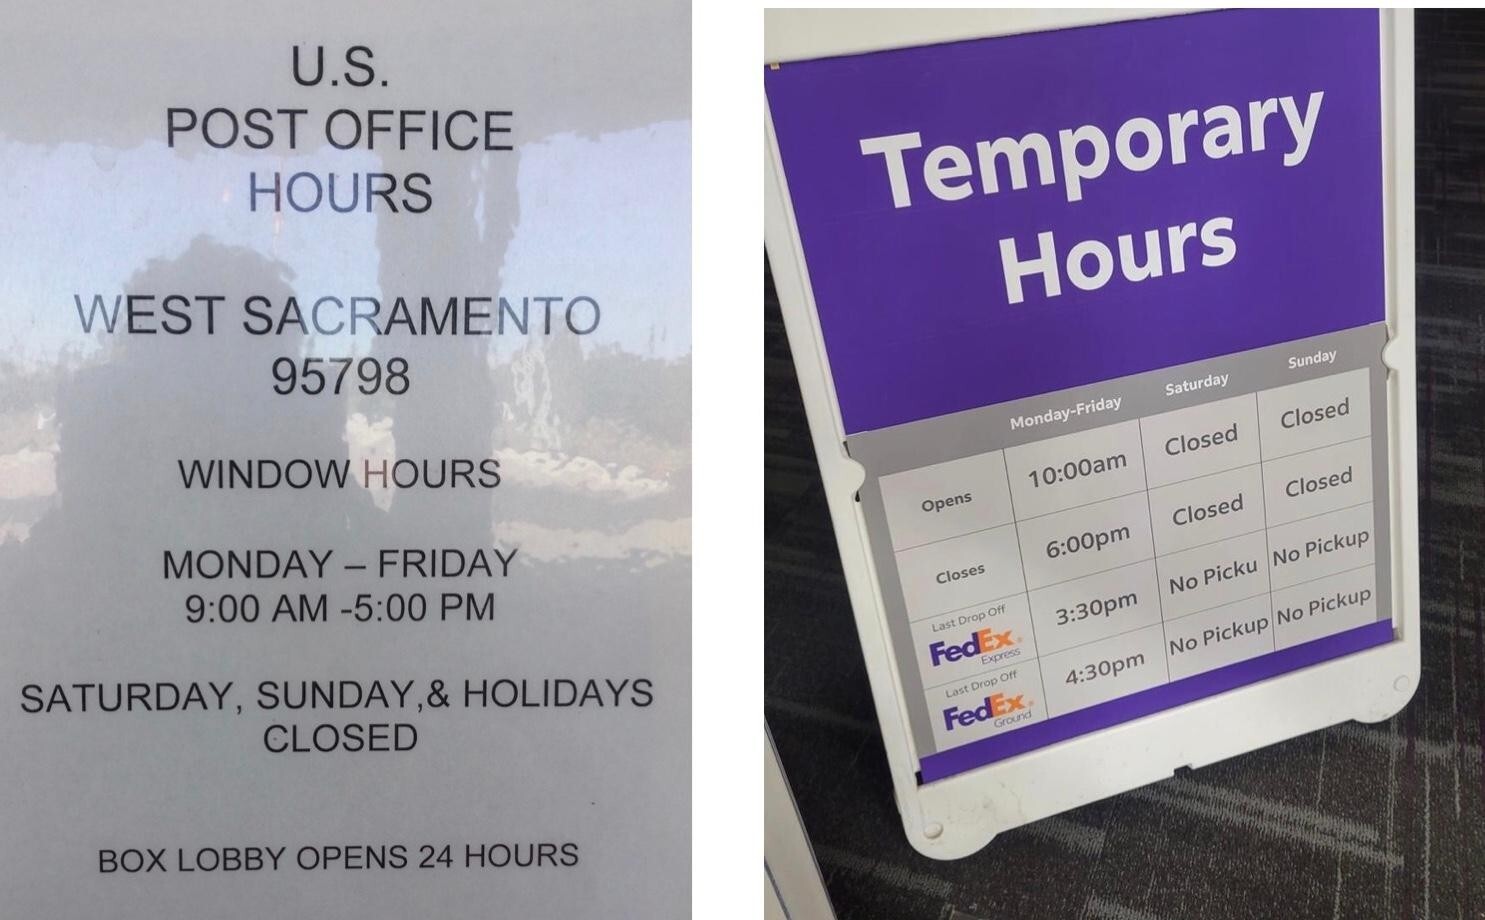 U.S.
POST OFFICE
HOURS
WEST SACRAMENTO
95798
WINDOW HOURS
MONDAY – FRIDAY
9:00 AM -5:00 PM
SATURDAY, SUNDAY,& HOLIDAYS
CLOSED
BOX LOBBY OPENS 24 HOURS
Temporary
Hours
Monday-Friday Saturday Sunday
Opens 10:00am Closed Closed
Closes 6:00pm Closed Closed
Last Drop Off
FedEx Express 3:30pm No Picku No Pickup
Last Drop Off
FedEx Ground 4:30pm No Pickup No Pickup